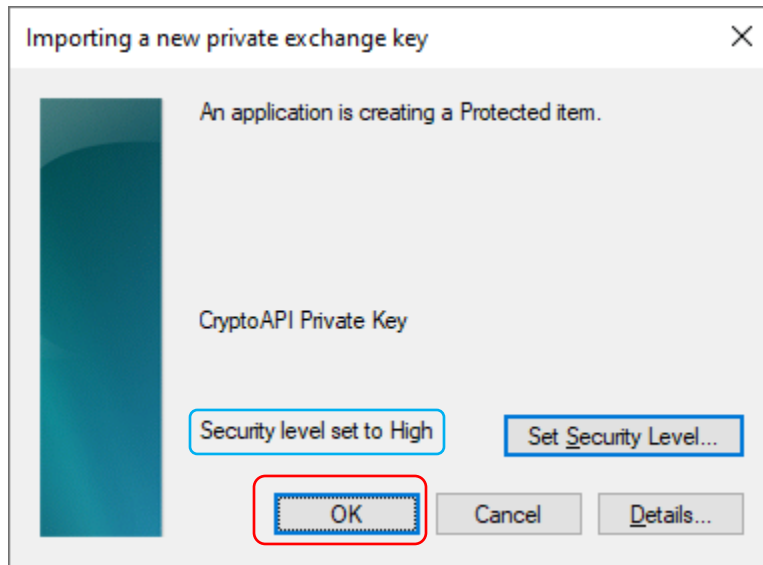 Importing a new private exchange key
An application is creating a Protected item.
CryptoAPI Private Key
Security level set to High
Set Security Level...
OK
Cancel
Details...